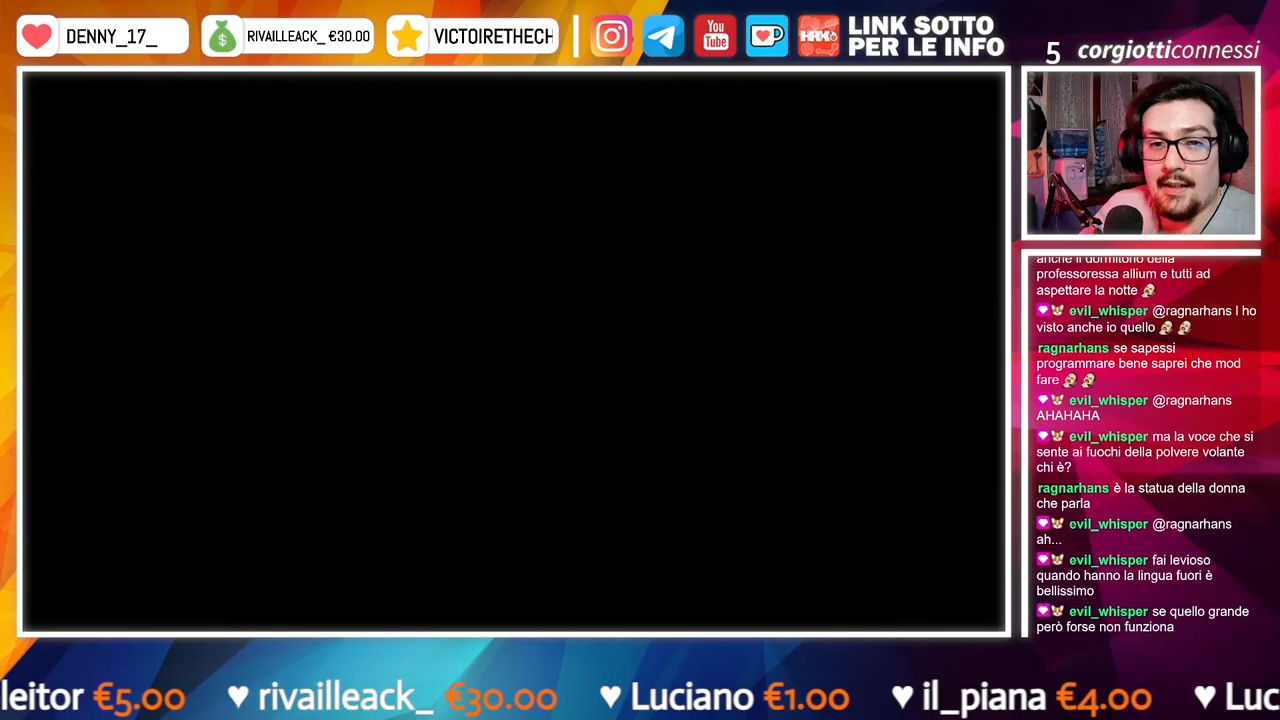 DENNY_17_
RIVAILLEACK_ €30.00
VICTOIRETHECH
You
Tube
HRK
LINK SOTTO
PER LE INFO
5 corgiotticonnessi
anche il dormitorio della
professoressa allium e tutti ad
aspettare la notte
evil_whisper @ragnarhans l ho
visto anche io quello
ragnarhans se sapessi
programmare bene saprei che mod
fare
evil_whisper @ragnarhans
AHAHAHA
evil_whisper ma la voce che si
sente ai fuochi della polvere volante
chi è?
ragnarhans è la statua della donna
che parla
evil_whisper @ragnarhans
ah...
evil_whisper fai levioso
quando hanno la lingua fuori è
bellissimo
evil_whisper se quello grande
però forse non funziona
leitor €5.00 ♥ rivailleack_ €30.00 ♥ Luciano €1.00 ♥ il_piana €4.00 ♥ Luc